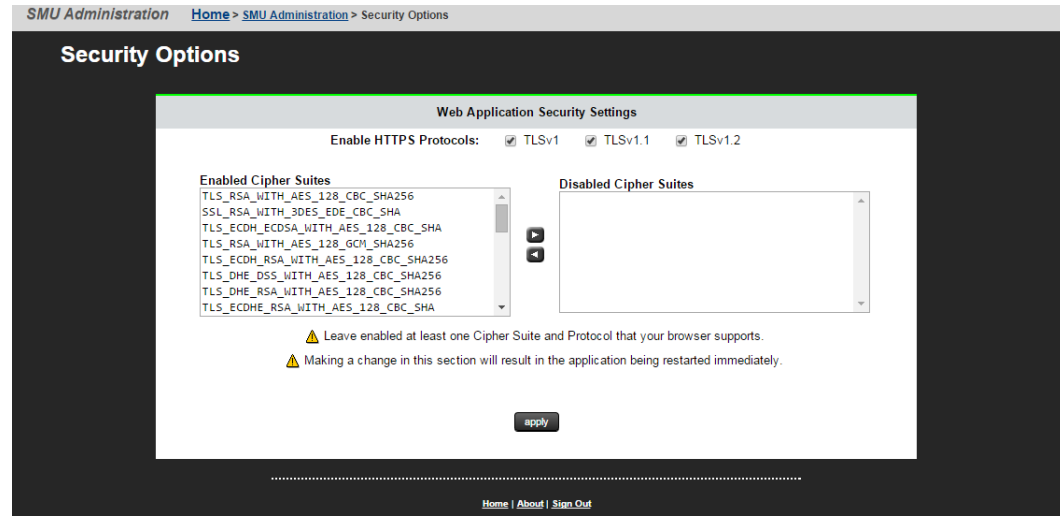 SMU Administration Home > SMU Administration > Security Options
Security Options
Web Application Security Settings
Enable HTTPS Protocols: TLSv1 TLSv1.1 TLSv1.2
Enabled Cipher Suites
TLS_RSA_WITH_AES_128_CBC_SHA256
SSL_RSA_WITH_3DES_EDE_CBC_SHA
TLS_ECDH_ECDSA_WITH_AES_128_CBC_SHA
TLS_RSA_WITH_AES_128_GCM_SHA256
TLS_ECDH_RSA_WITH_AES_128_CBC_SHA256
TLS_DHE_DSS_WITH_AES_128_CBC_SHA256
TLS_DHE_RSA_WITH_AES_128_CBC_SHA256
TLS_ECDHE_RSA_WITH_AES_128_CBC_SHA
Disabled Cipher Suites
Leave enabled at least one Cipher Suite and Protocol that your browser supports.
Making a change in this section will result in the application being restarted immediately.
apply
Home | About | Sign Out